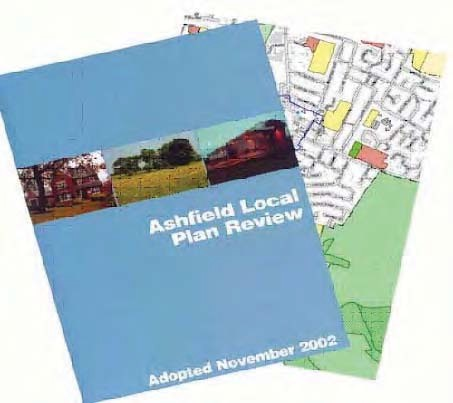 Ashfield Local
Plan Review
Adopted November 2002